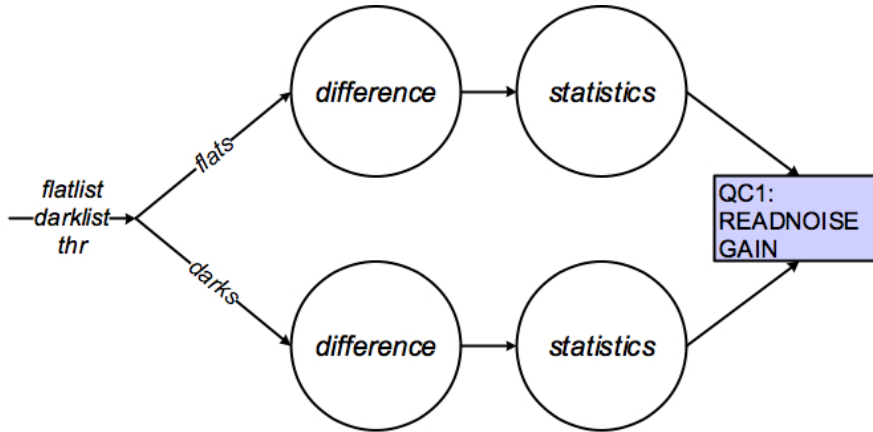 difference
statistics
flats
flatlist
darklist
thr
QC1:
READNOISE
GAIN
darks
difference
statistics